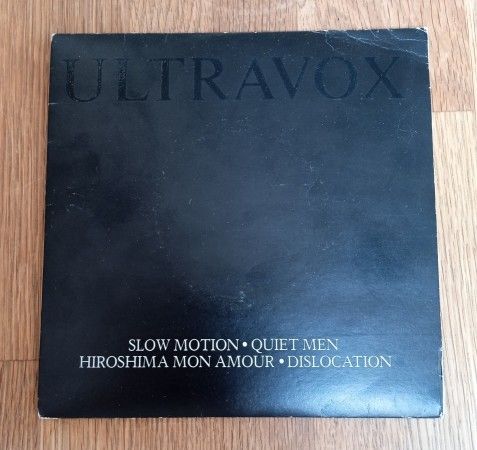 ULTRAVOX
SLOW MOTION • QUIET MEN
HIROSHIMA MON AMOUR • DISLOCATION